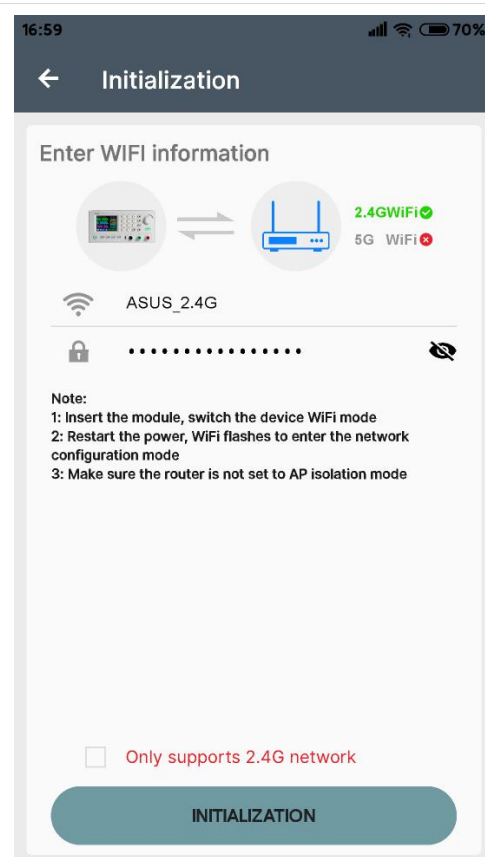 16:59
70%
Initialization
Enter WIFI information
2.4GWiFi
5G WiFi
ASUS_2.4G
••••••••••••••••
Note:
1: Insert the module, switch the device WiFi mode
2: Restart the power, WiFi flashes to enter the network
configuration mode
3: Make sure the router is not set to AP isolation mode
Only supports 2.4G network
INITIALIZATION